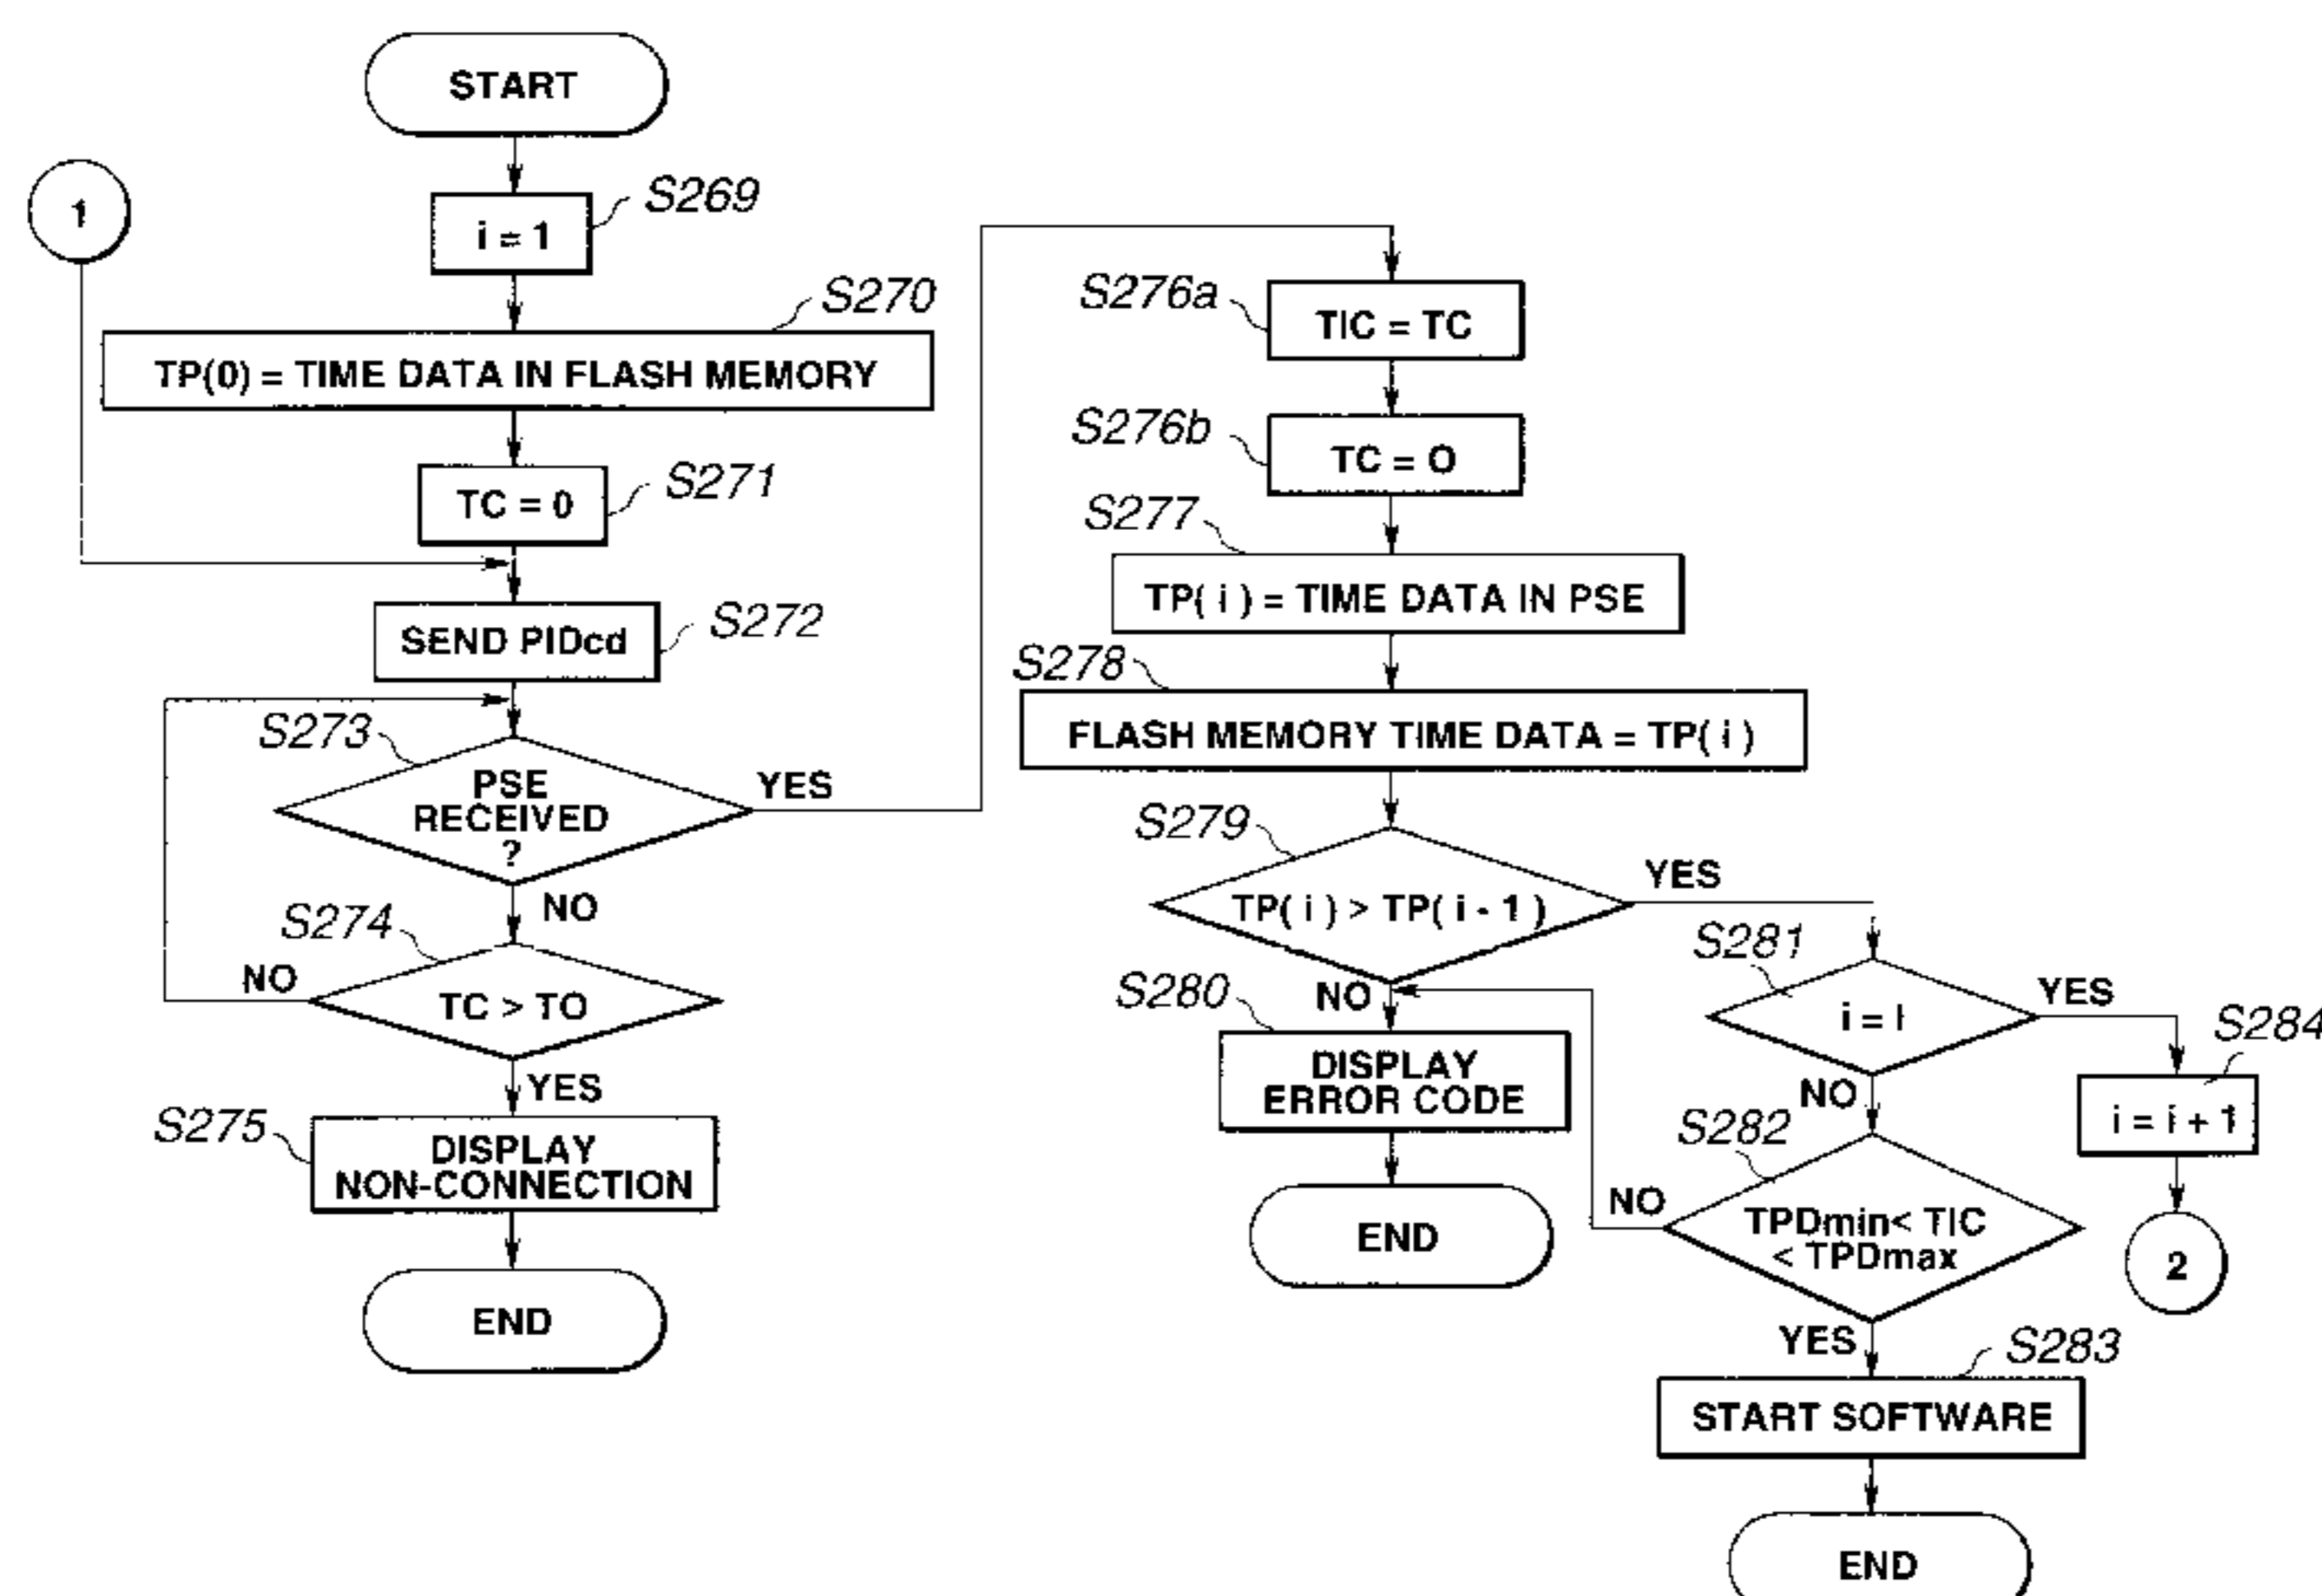 START
1
i = 1
S269
TP(0) = TIME DATA IN FLASH MEMORY
S270
TC = 0
S271
SEND PIDcd
S272
S273
PSE
RECEIVED
?
YES
NO
S274
TC > TO
NO
YES
S275
DISPLAY
NON-CONNECTION
END
S276a
TIC = TC
S276b
TC = O
S277
TP( i ) = TIME DATA IN PSE
S278
FLASH MEMORY TIME DATA = TP( i )
S279
TP( i ) > TP( i - 1 )
YES
NO
S280
DISPLAY
ERROR CODE
END
S281
i = I
YES
NO
S284
i = i + 1
2
S282
TPDmin< TIC
< TPDmax
NO
YES
S283
START SOFTWARE
END